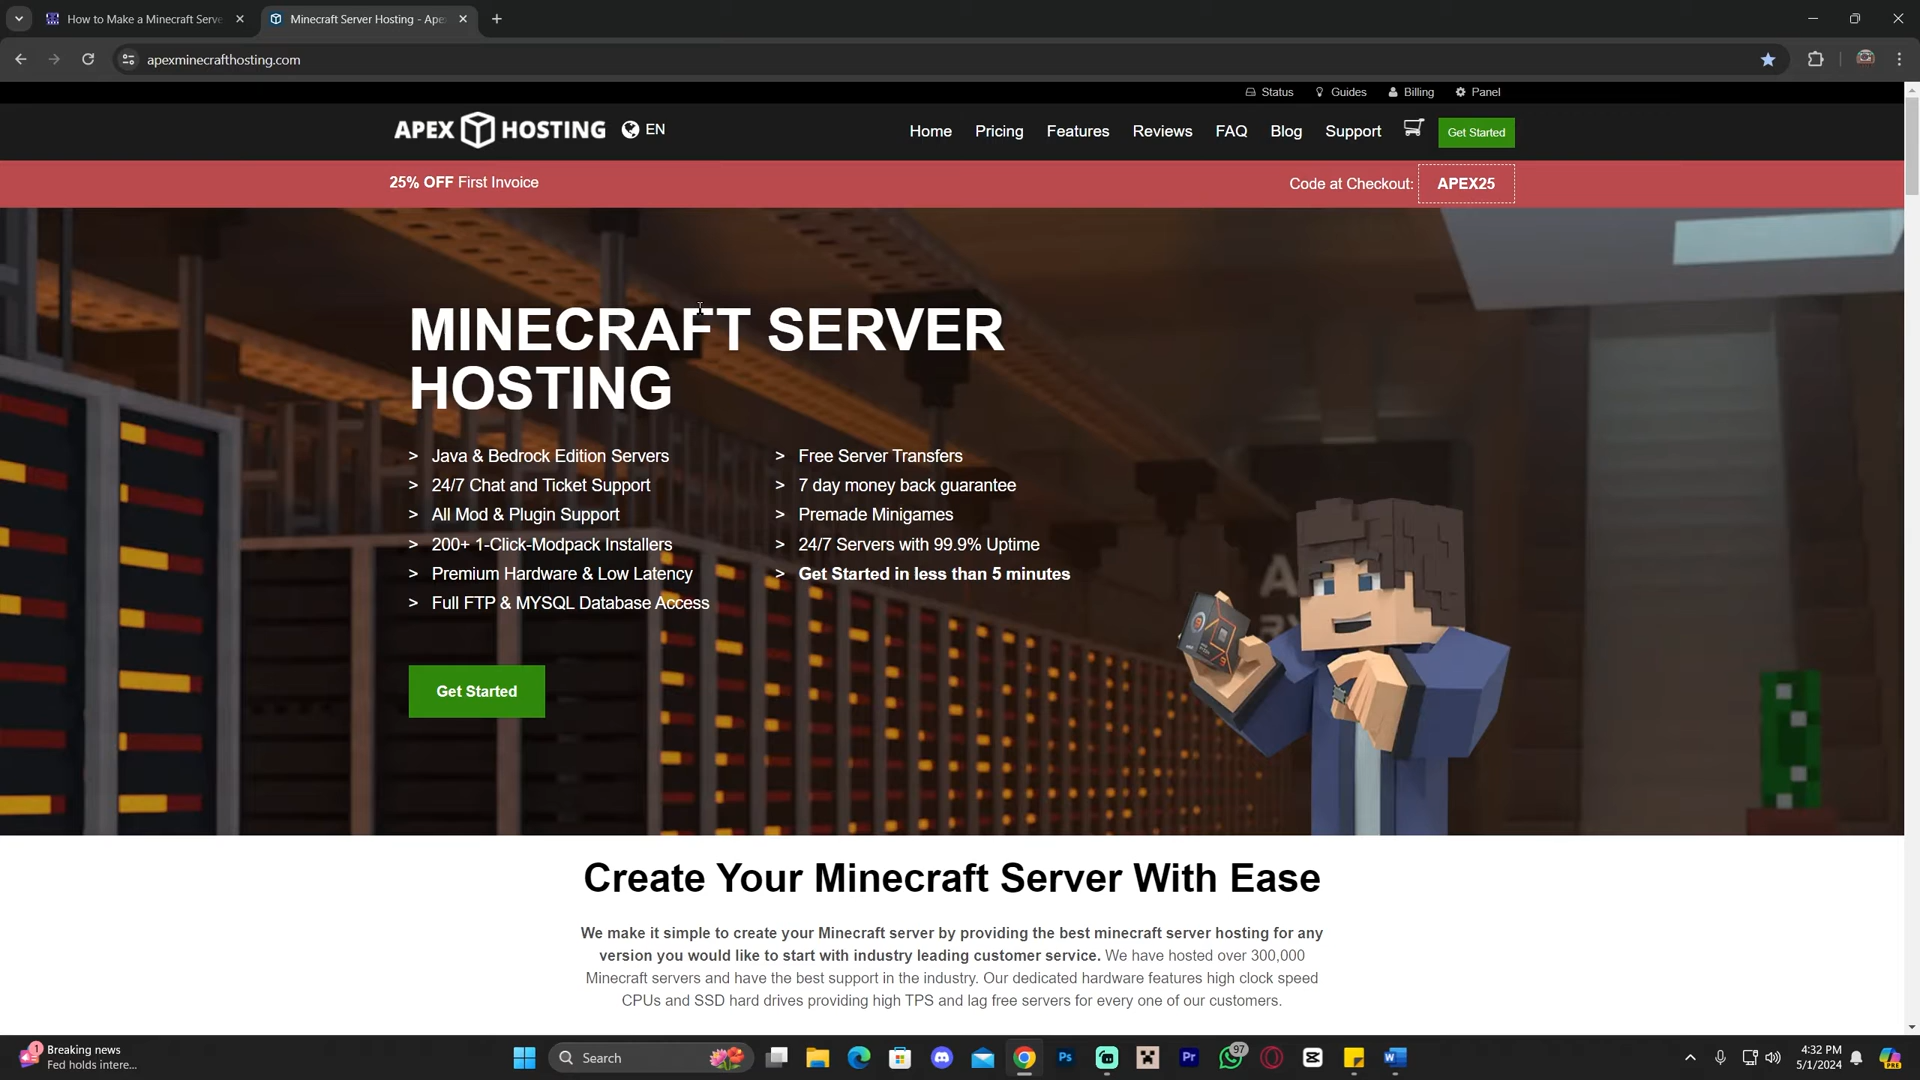 How to Make a Minecraft Serve
Minecraft Server Hosting - Ape
apexminecrafthosting.com
Status Guides Billing Panel
APEX HOSTING EN
Home Pricing Features Reviews FAQ Blog Support Get Started
25% OFF First Invoice
Code at Checkout: APEX25
MINECRAFT SERVER
HOSTING
> Java & Bedrock Edition Servers
> 24/7 Chat and Ticket Support
> All Mod & Plugin Support
> 200+ 1-Click-Modpack Installers
> Premium Hardware & Low Latency
> Full FTP & MYSQL Database Access
> Free Server Transfers
> 7 day money back guarantee
> Premade Minigames
> 24/7 Servers with 99.9% Uptime
> Get Started in less than 5 minutes
Get Started
Create Your Minecraft Server With Ease
We make it simple to create your Minecraft server by providing the best minecraft server hosting for any
version you would like to start with industry leading customer service. We have hosted over 300,000
Minecraft servers and have the best support in the industry. Our dedicated hardware features high clock speed
CPUs and SSD hard drives providing high TPS and lag free servers for every one of our customers.
1
Breaking news
Fed holds intere...
Search
Ps
Pr
97
4:32 PM
5/1/2024
PRE